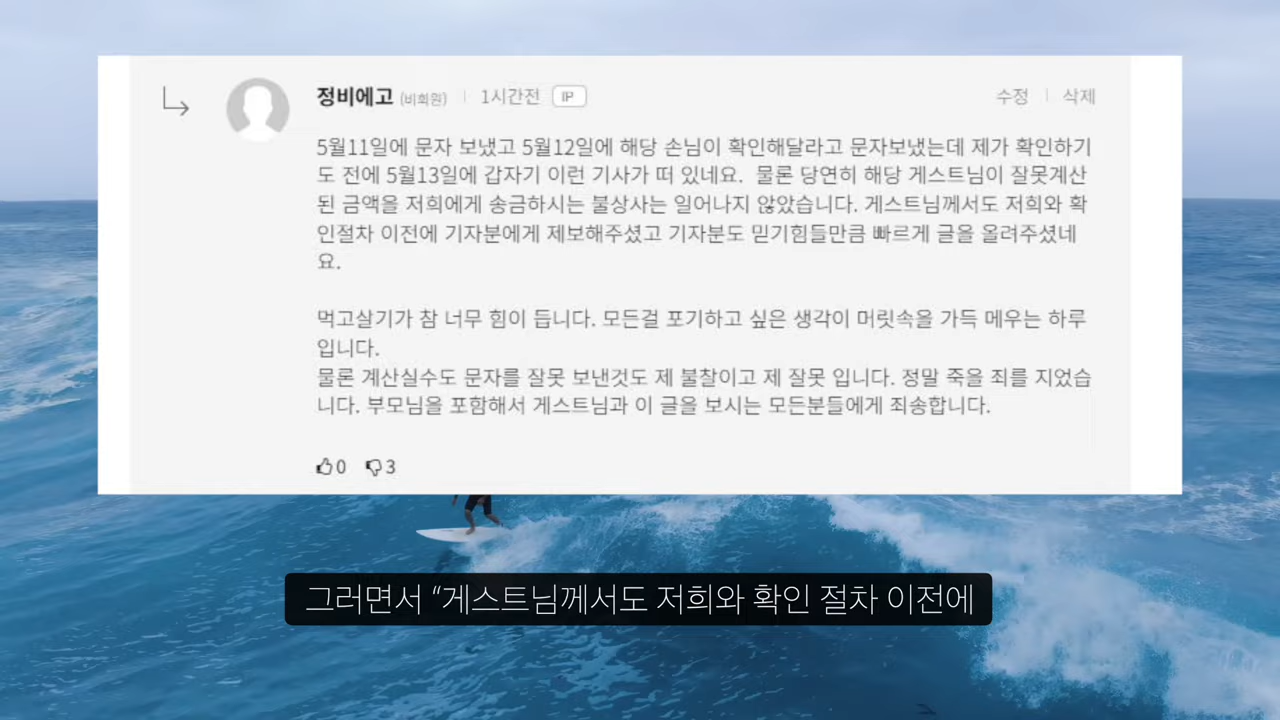 정비에고 (비회원) 1시간전 IP 수정 삭제
5월11일에 문자 보냈고 5월12일에 해당 손님이 확인해달라고 문자보냈는데 제가 확인하기
도 전에 5월13일에 갑자기 이런 기사가 떠 있네요. 물론 당연히 해당 게스트님이 잘못계산
된 금액을 저희에게 송금하시는 불상사는 일어나지 않았습니다. 게스트님께서도 저희와 확
인절차 이전에 기자분에게 제보해주셨고 기자분도 믿기힘들만큼 빠르게 글을 올려주셨네
요.
먹고살기가 참 너무 힘이 듭니다. 모든걸 포기하고 싶은 생각이 머릿속을 가득 메우는 하루
입니다.
물론 계산실수도 문자를 잘못 보낸것도 제 불찰이고 제 잘못 입니다. 정말 죽을 죄를 지었습
니다. 부모님을 포함해서 게스트님과 이 글을 보시는 모든분들에게 죄송합니다.
0 3
그러면서 “게스트님께서도 저희와 확인 절차 이전에